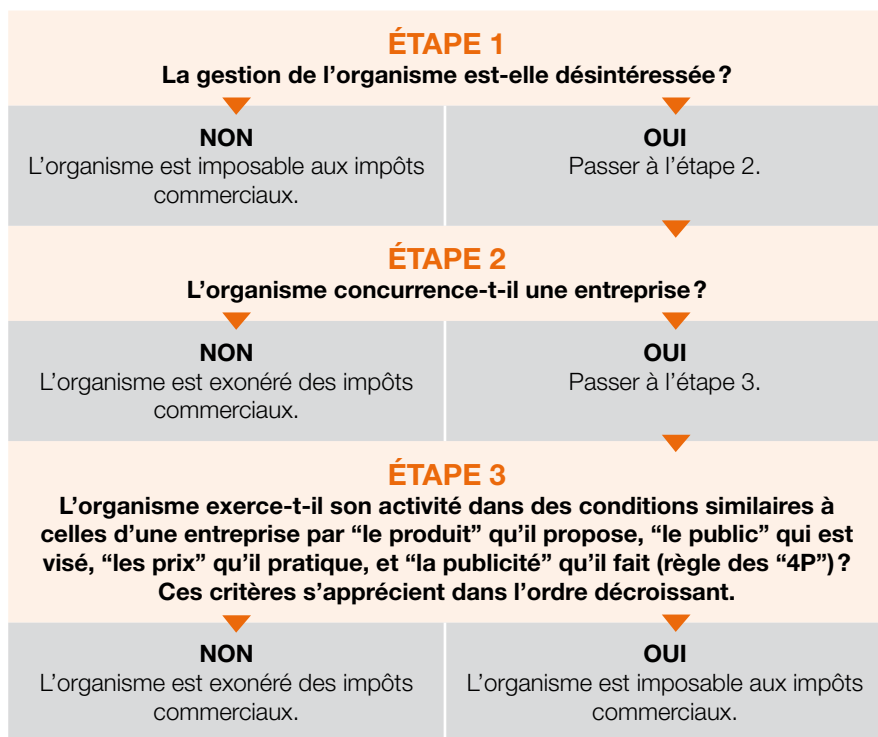 ÉTAPE 1
La gestion de l’organisme est-elle désintéressée ?
NON
L’organisme est imposable aux impôts
commerciaux.
OUI
Passer à l’étape 2.
ÉTAPE 2
L’organisme concurrence-t-il une entreprise ?
NON
L’organisme est exonéré des impôts
commerciaux.
OUI
Passer à l’étape 3.
ÉTAPE 3
L’organisme exerce-t-il son activité dans des conditions similaires à
celles d’une entreprise par “le produit” qu’il propose, “le public” qui est
visé, “les prix” qu’il pratique, et “la publicité” qu’il fait (règle des “4P”) ?
Ces critères s’apprécient dans l’ordre décroissant.
NON
L’organisme est exonéré des impôts
commerciaux.
OUI
L’organisme est imposable aux impôts
commerciaux.